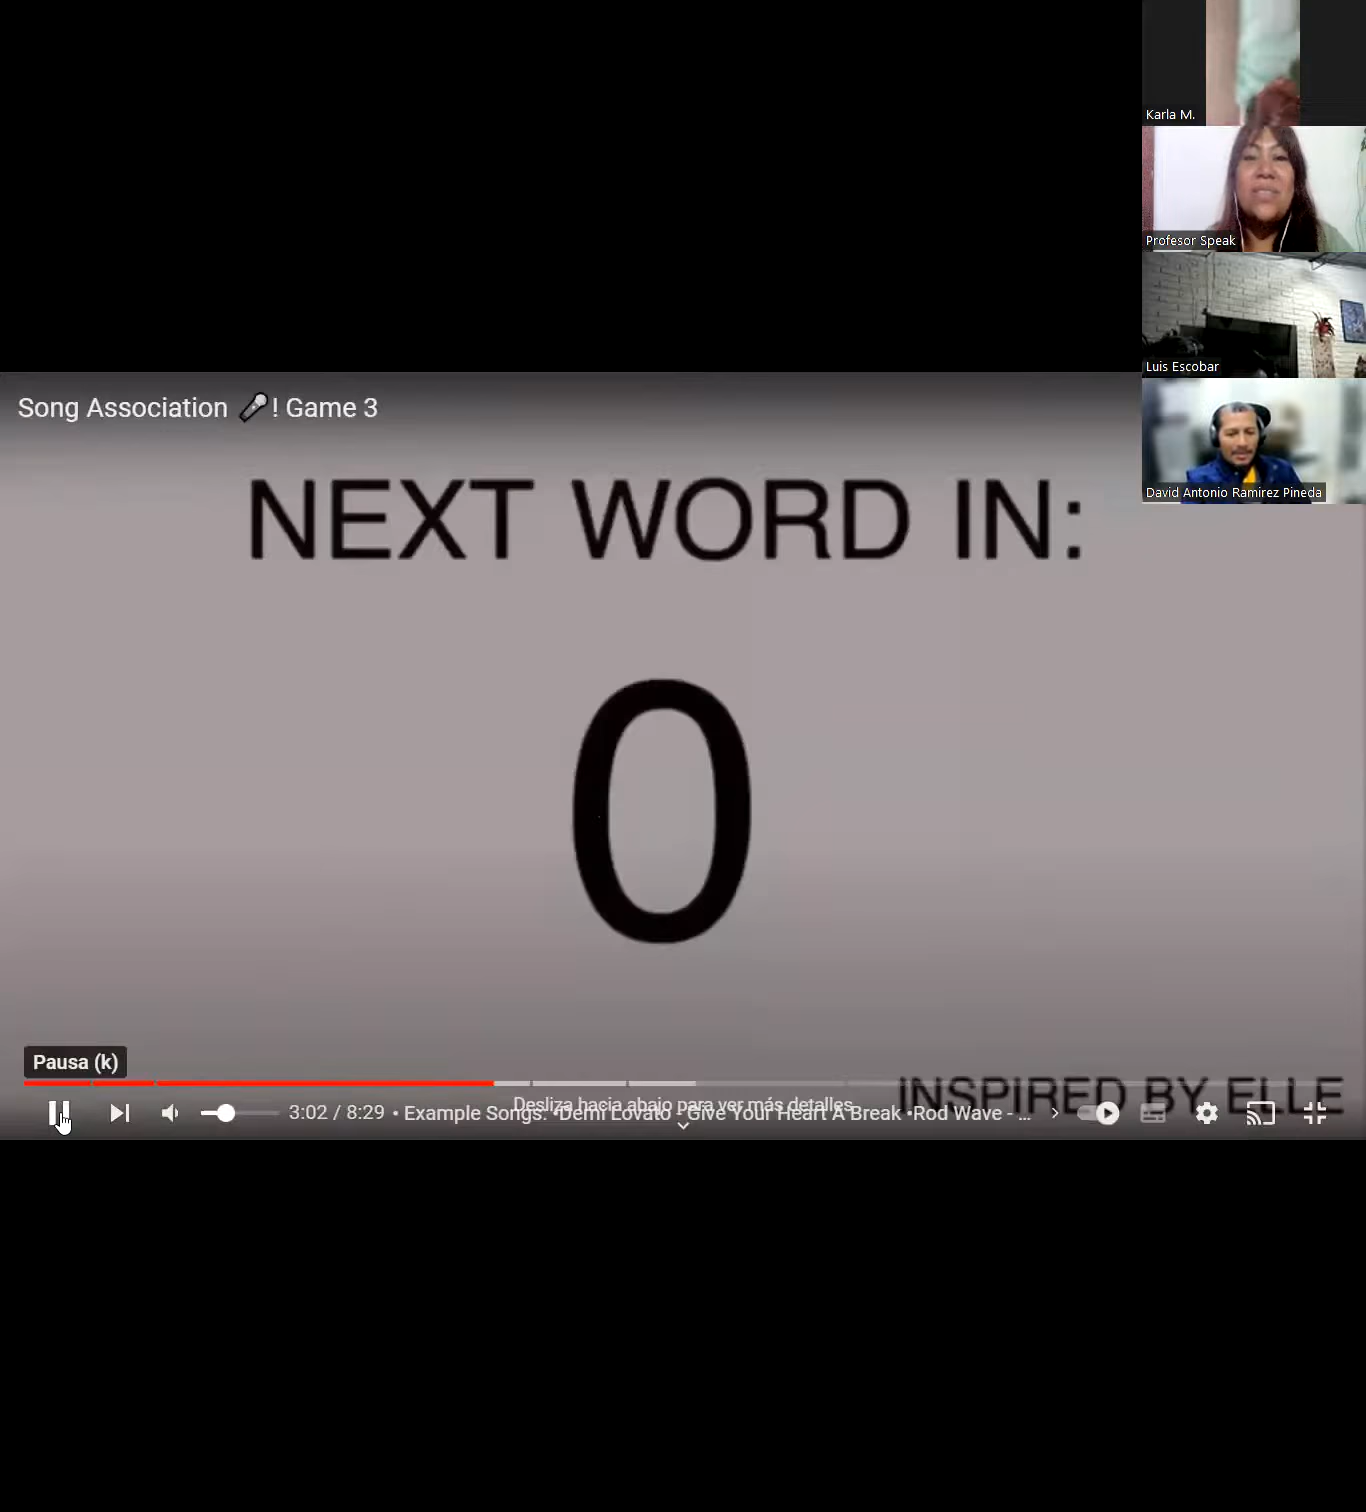 Karla M.
Profesor Speak
Luis Escobar
David Antonio Ramirez Pineda
Song Association 🎤! Game 3
NEXT WORD IN:
0
Pausa (k)
INSPIRED BY ELLE
Desliza hacia abajo para ver más detalles
3:02 / 8:29 • Example Songs: •Demi Lovato - Give Your Heart A Break •Rod Wave - ...